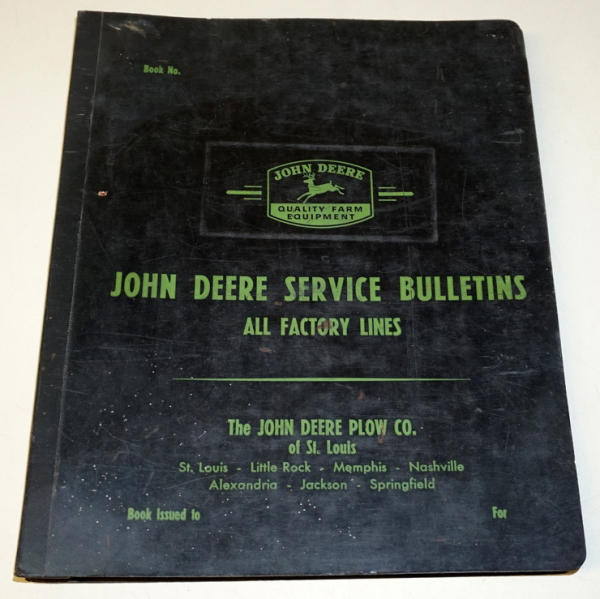 Book No.
JOHN DEERE
QUALITY FARM
EQUIPMENT
JOHN DEERE SERVICE BULLETINS
ALL FACTORY LINES
The JOHN DEERE PLOW CO.
of St. Louis
St. Louis - Little Rock - Memphis - Nashville
Alexandria - Jackson - Springfield
Book Issued to For